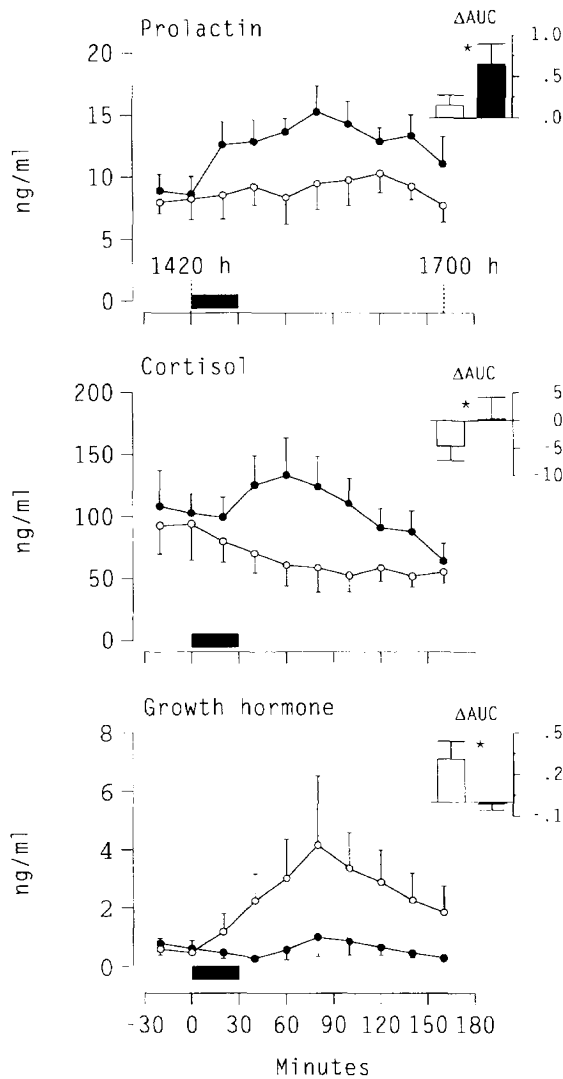 Prolactin
ΔAUC
*
1.0
0.5
.0
20
15
10
5
0
ng/ml
1420 h
1700 h
Cortisol
ΔAUC
*
5
0
-5
-10
200
150
100
50
0
ng/ml
Growth hormone
ΔAUC
*
.5
.2
-.1
8
6
4
2
0
ng/ml
-30 0 30 60 90 120 150 180
Minutes